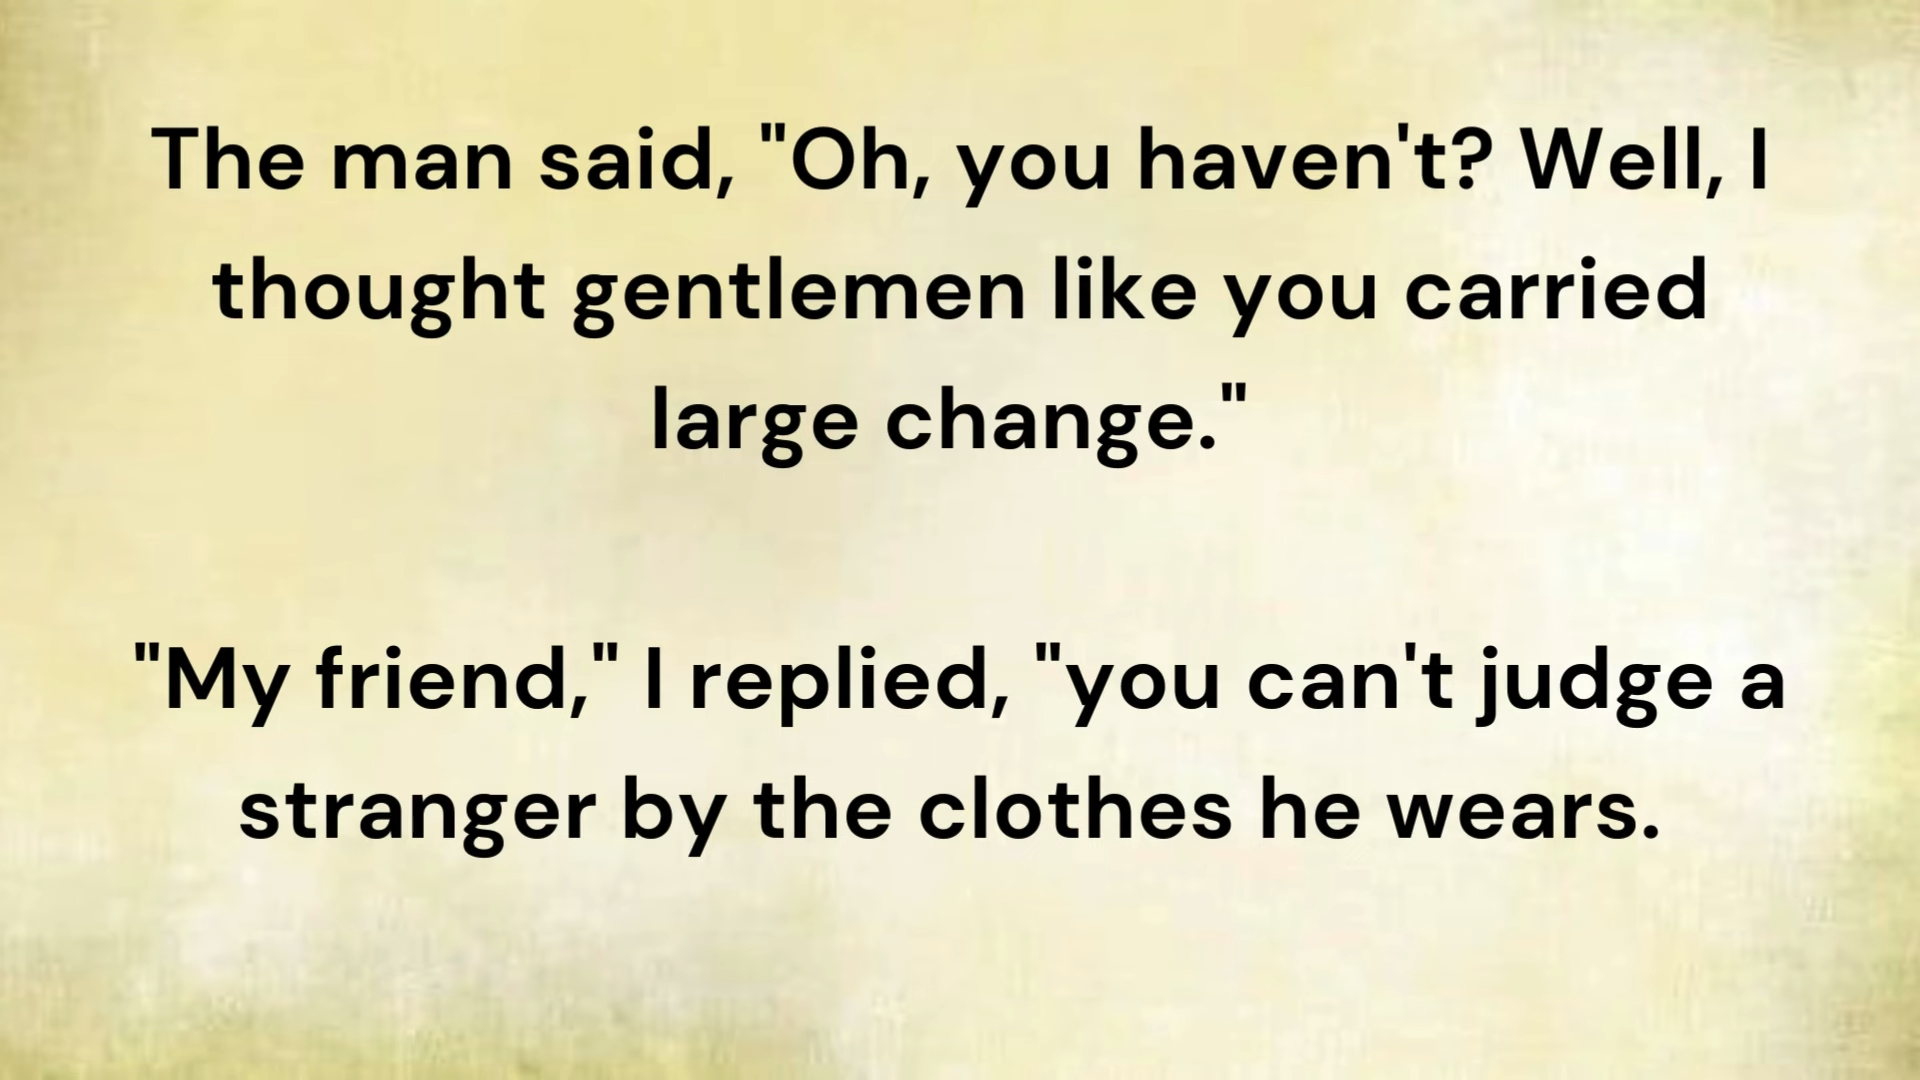 The man said, "Oh, you haven't? Well, I
thought gentlemen like you carried
large change."
"My friend," I replied, "you can't judge a
stranger by the clothes he wears.